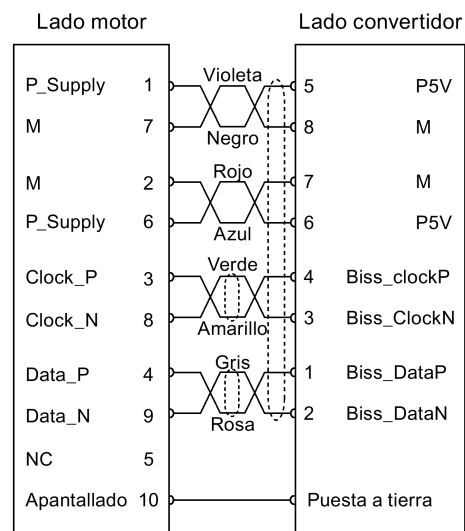 Lado motor Lado convertidor
P_Supply 1 Violeta 5 P5V
M 7 Negro 8 M
M 2 Rojo 7 M
P_Supply 6 Azul 6 P5V
Clock_P 3 Verde 4 Biss_clockP
Clock_N 8 Amarillo 3 Biss_ClockN
Data_P 4 Gris 1 Biss_DataP
Data_N 9 Rosa 2 Biss_DataN
NC 5
Apantallado 10 Puesta a tierra